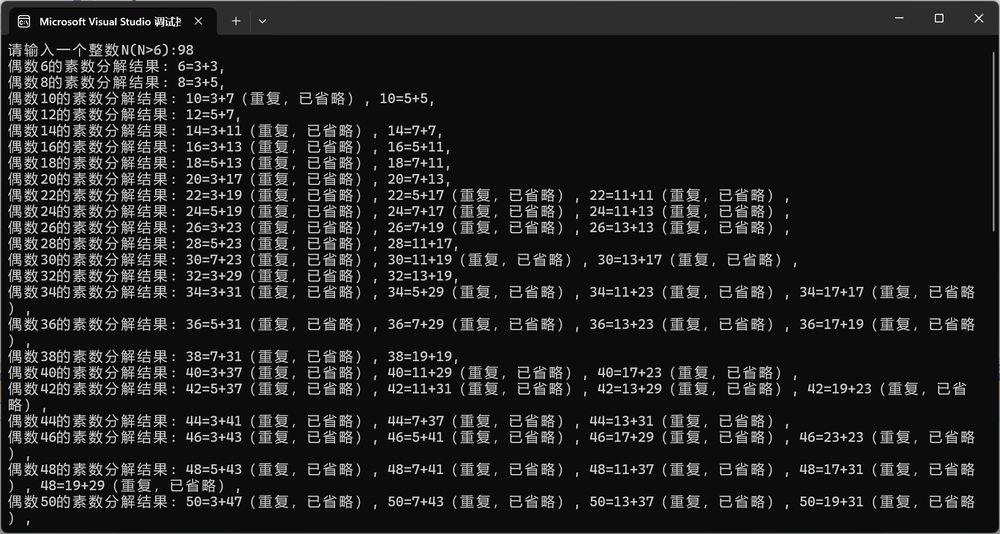 Microsoft Visual Studio 调试
请输入一个整数N(N>6):98
偶数6的素数分解结果: 6=3+3,
偶数8的素数分解结果: 8=3+5,
偶数10的素数分解结果: 10=3+7（重复, 已省略）, 10=5+5,
偶数12的素数分解结果: 12=5+7,
偶数14的素数分解结果: 14=3+11（重复, 已省略）, 14=7+7,
偶数16的素数分解结果: 16=3+13（重复, 已省略）, 16=5+11,
偶数18的素数分解结果: 18=5+13（重复, 已省略）, 18=7+11,
偶数20的素数分解结果: 20=3+17（重复, 已省略）, 20=7+13,
偶数22的素数分解结果: 22=3+19（重复, 已省略）, 22=5+17（重复, 已省略）, 22=11+11（重复, 已省略）,
偶数24的素数分解结果: 24=5+19（重复, 已省略）, 24=7+17（重复, 已省略）, 24=11+13（重复, 已省略）,
偶数26的素数分解结果: 26=3+23（重复, 已省略）, 26=7+19（重复, 已省略）, 26=13+13（重复, 已省略）,
偶数28的素数分解结果: 28=5+23（重复, 已省略）, 28=11+17,
偶数30的素数分解结果: 30=7+23（重复, 已省略）, 30=11+19（重复, 已省略）, 30=13+17（重复, 已省略）,
偶数32的素数分解结果: 32=3+29（重复, 已省略）, 32=13+19,
偶数34的素数分解结果: 34=3+31（重复, 已省略）, 34=5+29（重复, 已省略）, 34=11+23（重复, 已省略）, 34=17+17（重复, 已省略
）,
偶数36的素数分解结果: 36=5+31（重复, 已省略）, 36=7+29（重复, 已省略）, 36=13+23（重复, 已省略）, 36=17+19（重复, 已省略
）,
偶数38的素数分解结果: 38=7+31（重复, 已省略）, 38=19+19,
偶数40的素数分解结果: 40=3+37（重复, 已省略）, 40=11+29（重复, 已省略）, 40=17+23（重复, 已省略）,
偶数42的素数分解结果: 42=5+37（重复, 已省略）, 42=11+31（重复, 已省略）, 42=13+29（重复, 已省略）, 42=19+23（重复, 已省
略）,
偶数44的素数分解结果: 44=3+41（重复, 已省略）, 44=7+37（重复, 已省略）, 44=13+31（重复, 已省略）,
偶数46的素数分解结果: 46=3+43（重复, 已省略）, 46=5+41（重复, 已省略）, 46=17+29（重复, 已省略）, 46=23+23（重复, 已省略
）,
偶数48的素数分解结果: 48=5+43（重复, 已省略）, 48=7+41（重复, 已省略）, 48=11+37（重复, 已省略）, 48=17+31（重复, 已省略
）, 48=19+29（重复, 已省略）,
偶数50的素数分解结果: 50=3+47（重复, 已省略）, 50=7+43（重复, 已省略）, 50=13+37（重复, 已省略）, 50=19+31（重复, 已省略
）,